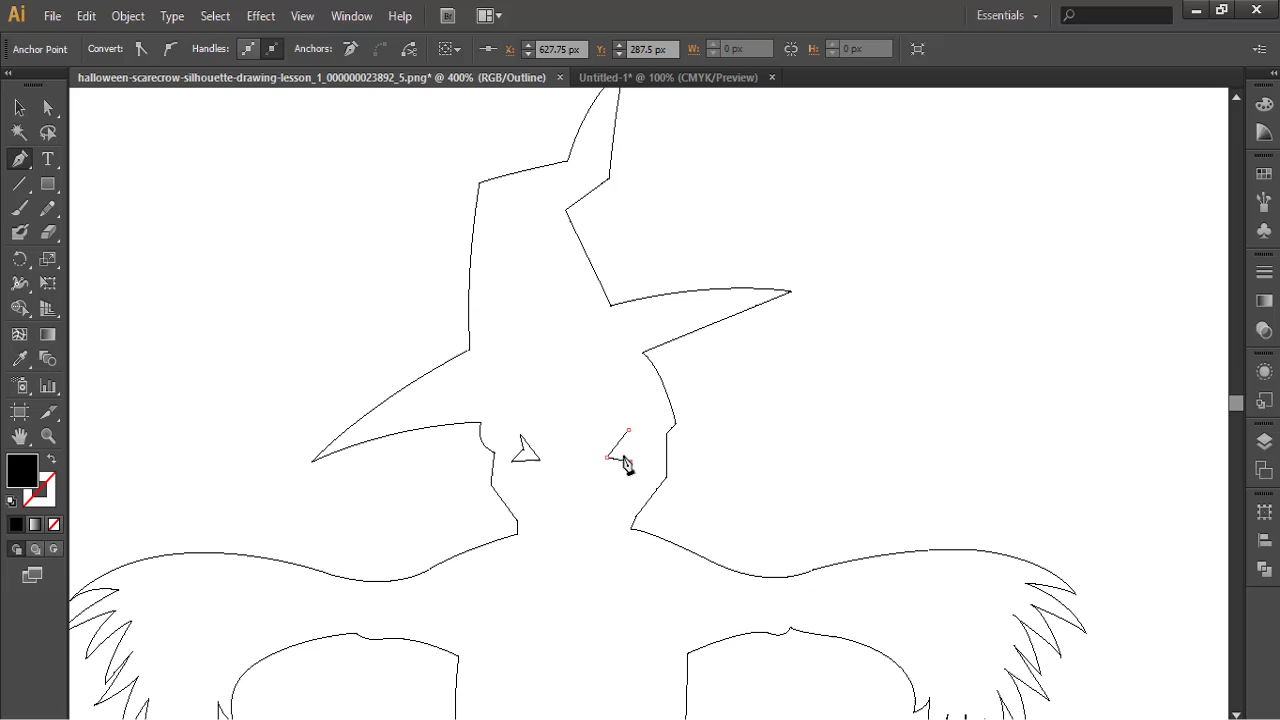 Ai File Edit Object Type Select Effect View Window Help Br Essentials
Anchor Point Convert: Handles: Anchors: X: 627.75 px Y: 287.5 px W: 0 px H: 0 px
halloween-scarecrow-silhouette-drawing-lesson_1_000000023892_5.png* @ 400% (RGB/Outline) × Untitled-1* @ 100% (CMYK/Preview) ×
T